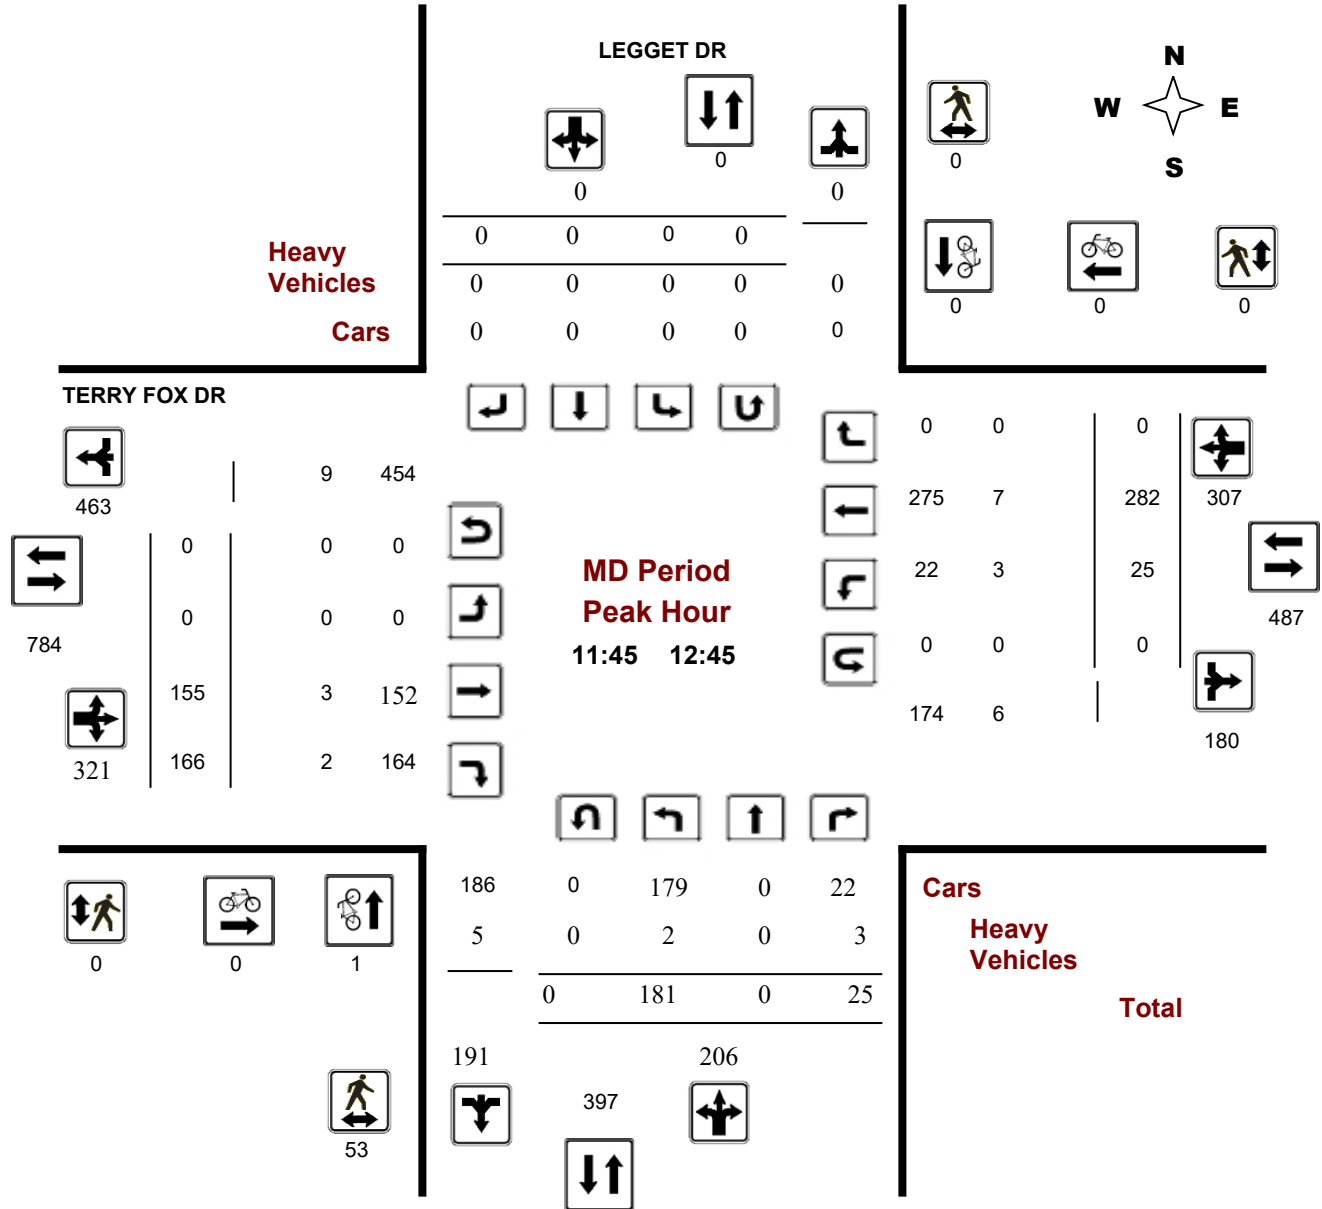 LEGGET DR
N
W E
S
0
0
0 0
0 0 0 0
Heavy
Vehicles
0 0 0 0 0
Cars
0 0 0 0 0
0 0 0
TERRY FOX DR
463
9 454
0 0 0
784
0 0 0
155 3 152
321
166 2 164
MD Period
Peak Hour
11:45 12:45
0 0 0
275 7 282 307
22 3 25
487
0 0 0
174 6
180
186 0 179 0 22
Cars
5 0 2 0 3
Heavy
Vehicles
0 0 1
0 181 0 25
Total
191 206
397
53